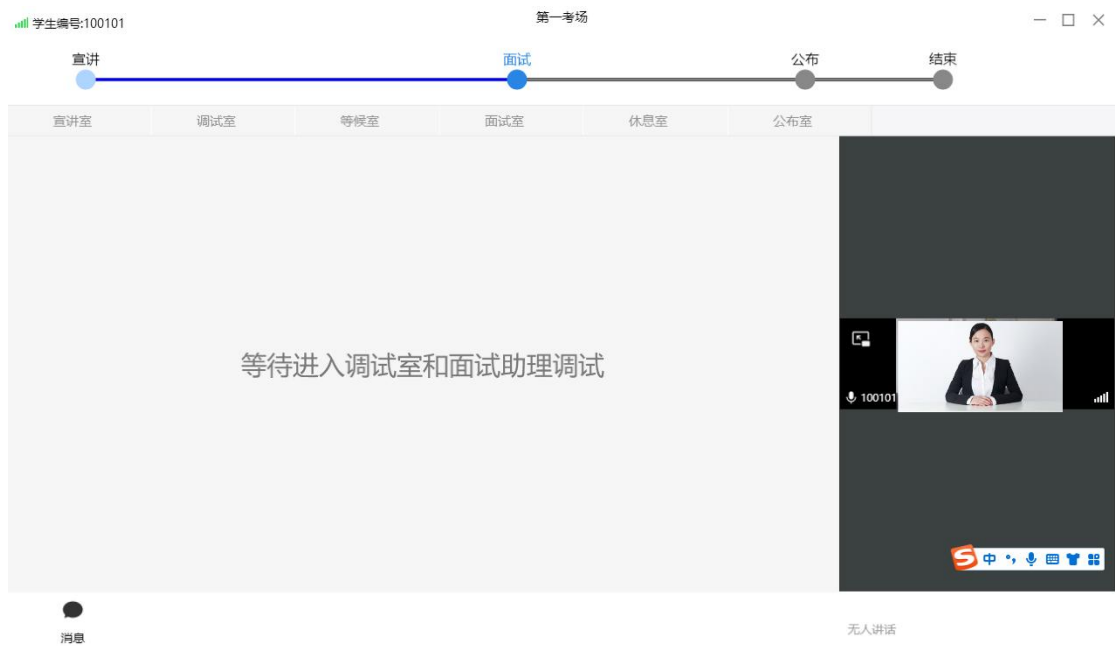 学生编号:100101
第一考场
宣讲
面试
公布
结束
宣讲室
调试室
等候室
面试室
休息室
公布室
等待进入调试室和面试助理调试
100101
中
消息
无人讲话